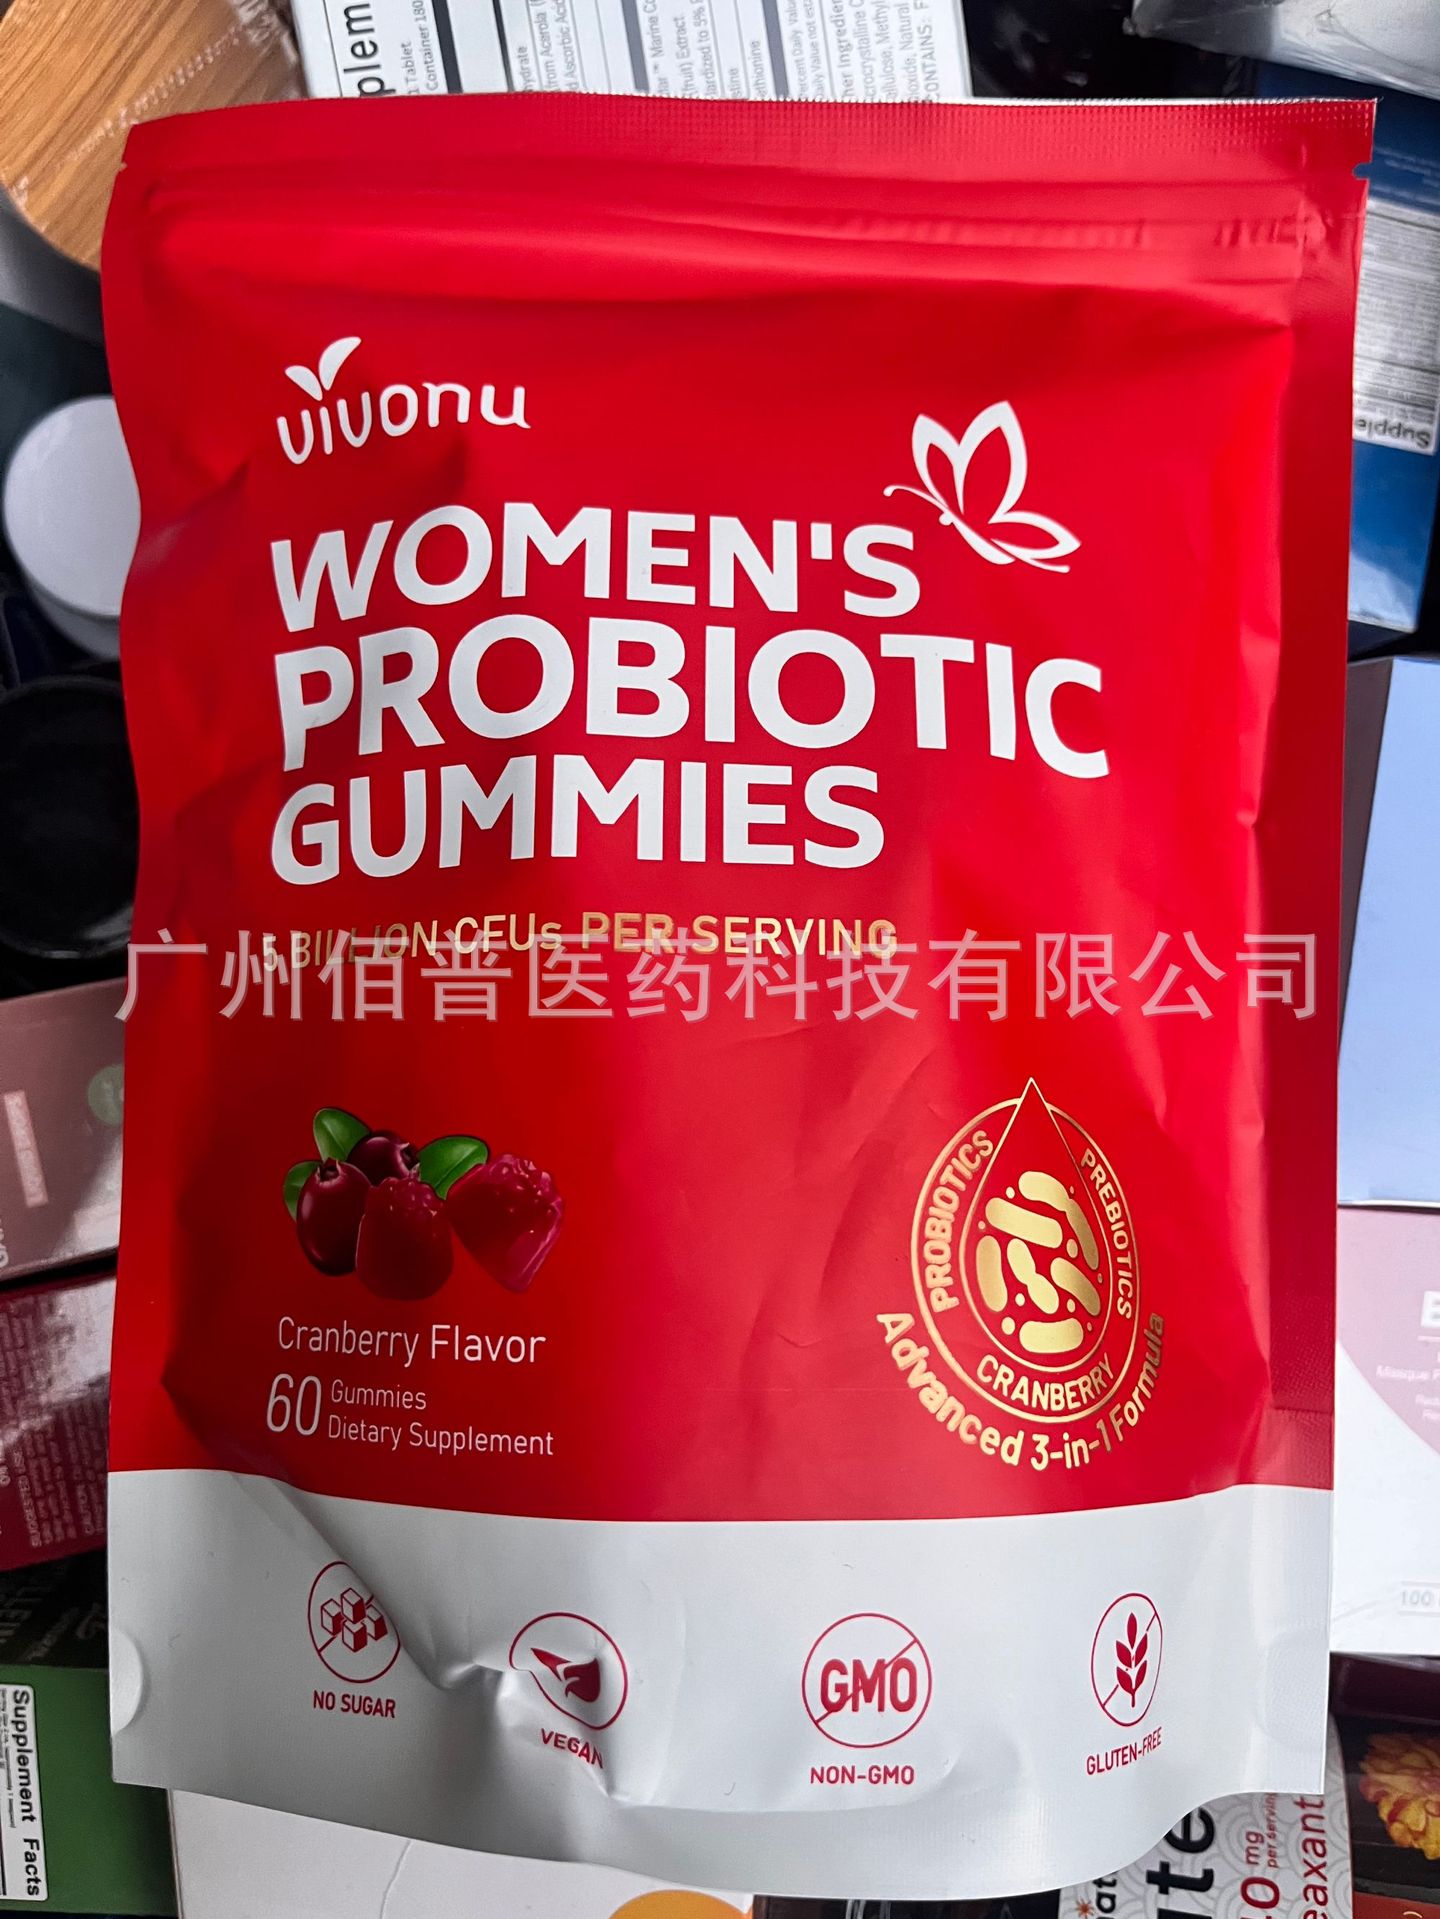 vivonu
WOMEN'S
PROBIOTIC
GUMMIES
5 BILLION CFUs PER SERVING
广州佰普医药科技有限公司
PROBIOTICS
PREBIOTICS
CRANBERRY
Advanced 3-in-1 Formula
Cranberry Flavor
60 Gummies
Dietary Supplement
NO SUGAR
VEGAN
GMO
NON-GMO
GLUTEN-FREE
Supplement Facts